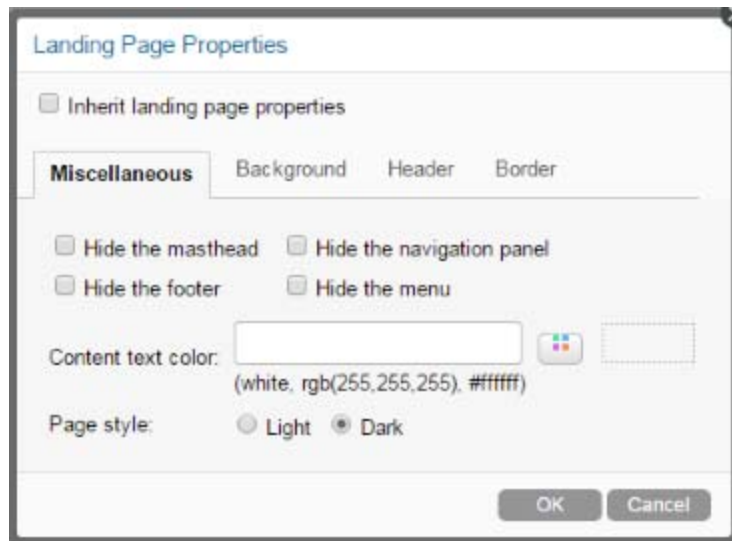 Landing Page Properties
Inherit landing page properties
Miscellaneous Background Header Border
Hide the masthead Hide the navigation panel
Hide the footer Hide the menu
Content text color:
(white, rgb(255,255,255), #ffffff)
Page style: Light Dark
OK Cancel